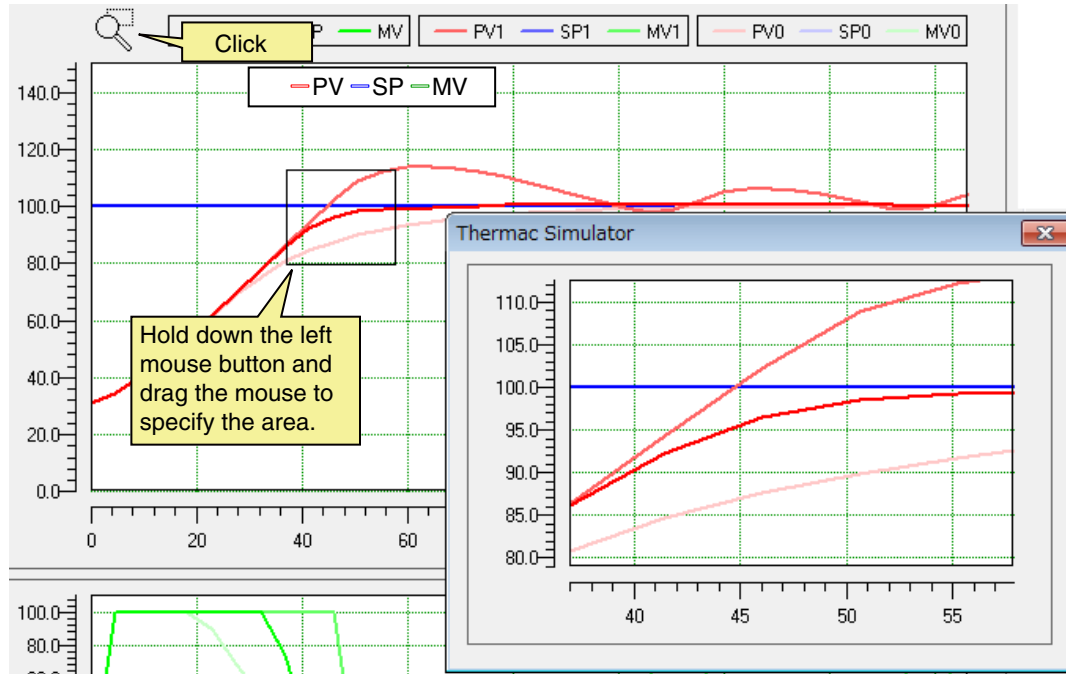 Click
P MV PV1 SP1 MV1 PV0 SP0 MV0
PV SP MV
140.0
120.0
100.0
80.0
60.0
40.0
20.0
0.0
0 20 40 60
Hold down the left
mouse button and
drag the mouse to
specify the area.
Thermac Simulator
110.0
105.0
100.0
95.0
90.0
85.0
80.0
40 45 50 55
100.0
80.0